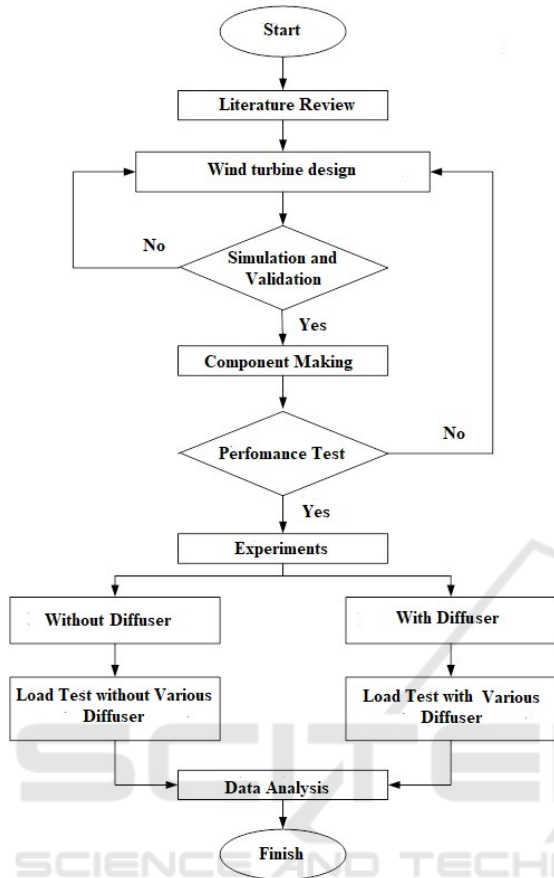 Start
Literature Review
Wind turbine design
No
Simulation and
Validation
Yes
Component Making
Perfomance Test
No
Yes
Experiments
Without Diffuser
With Diffuser
Load Test without Various
Diffuser
Load Test with Various
Diffuser
Data Analysis
Finish
SCITE
SCIENCE AND TECH